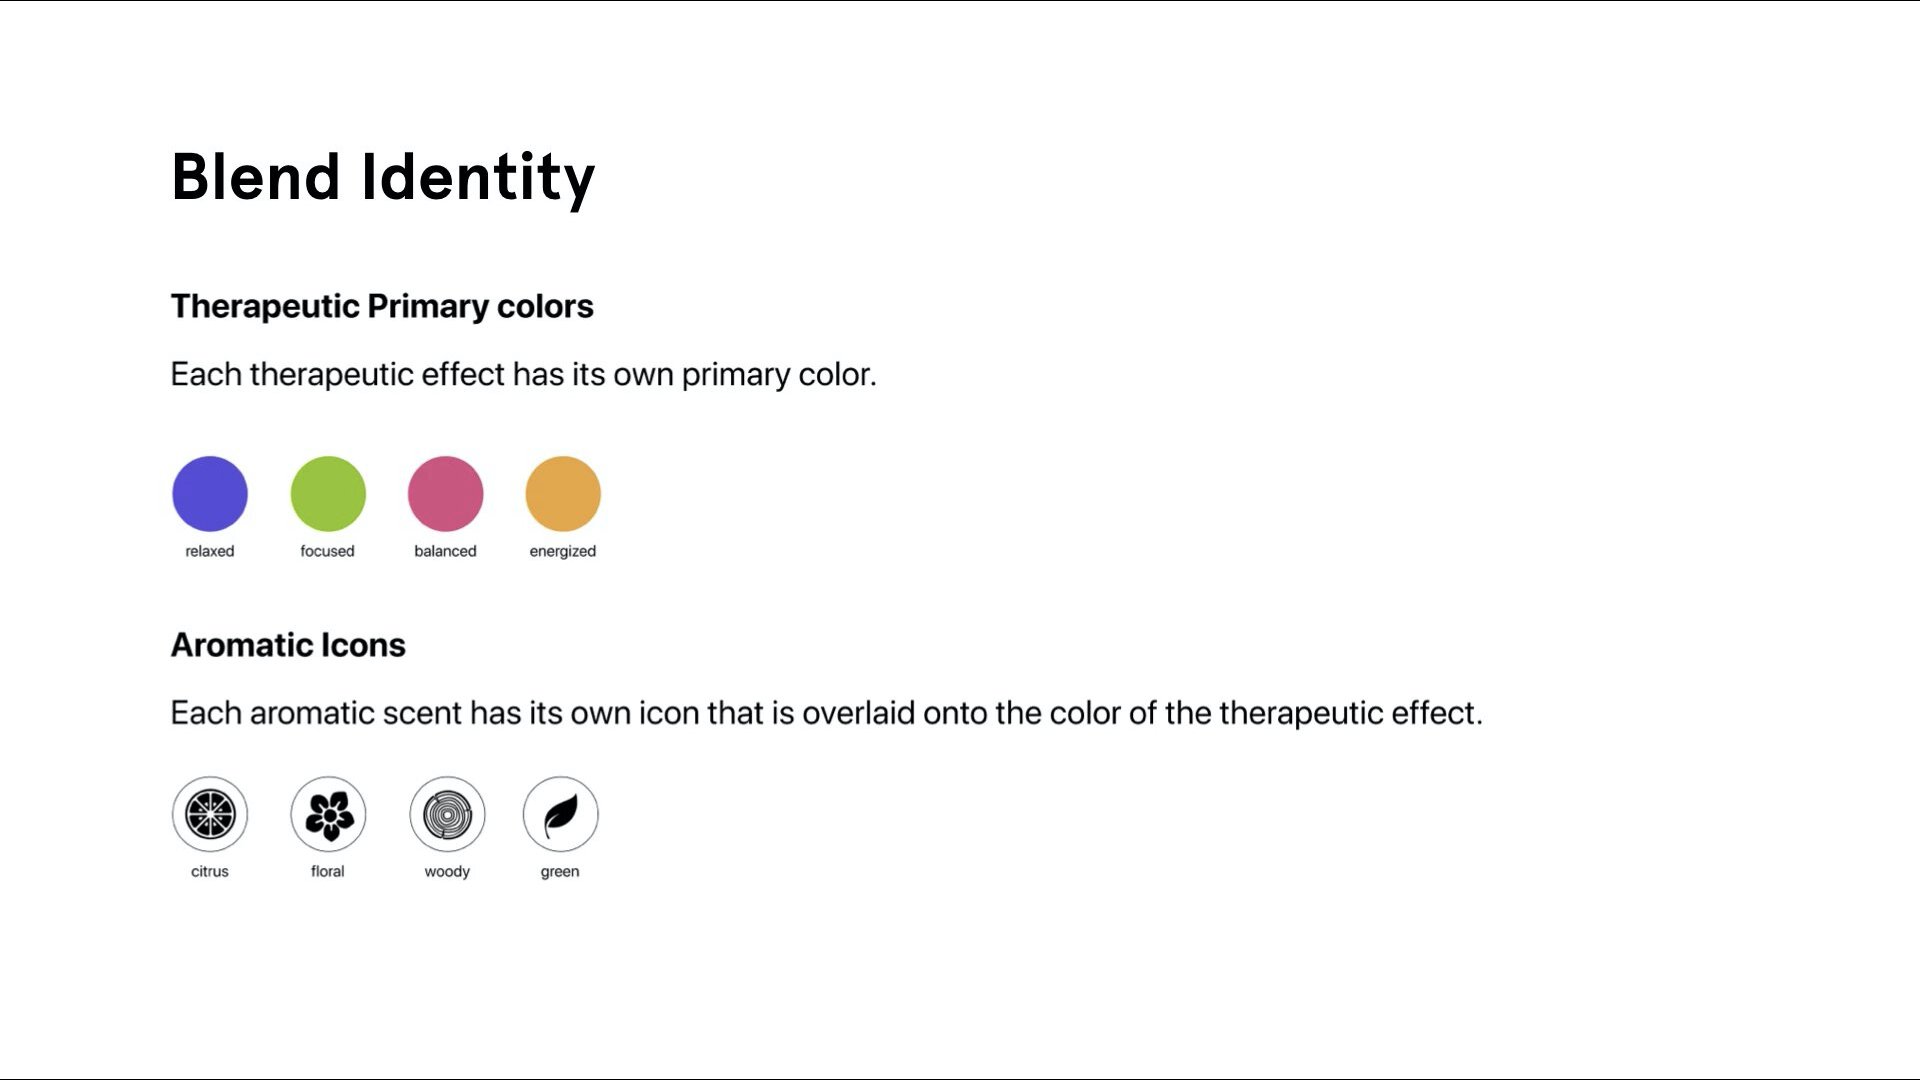 Blend Identity
Therapeutic Primary colors
Each therapeutic effect has its own primary color.
relaxed focused balanced energized
Aromatic Icons
Each aromatic scent has its own icon that is overlaid onto the color of the therapeutic effect.
citrus floral woody green